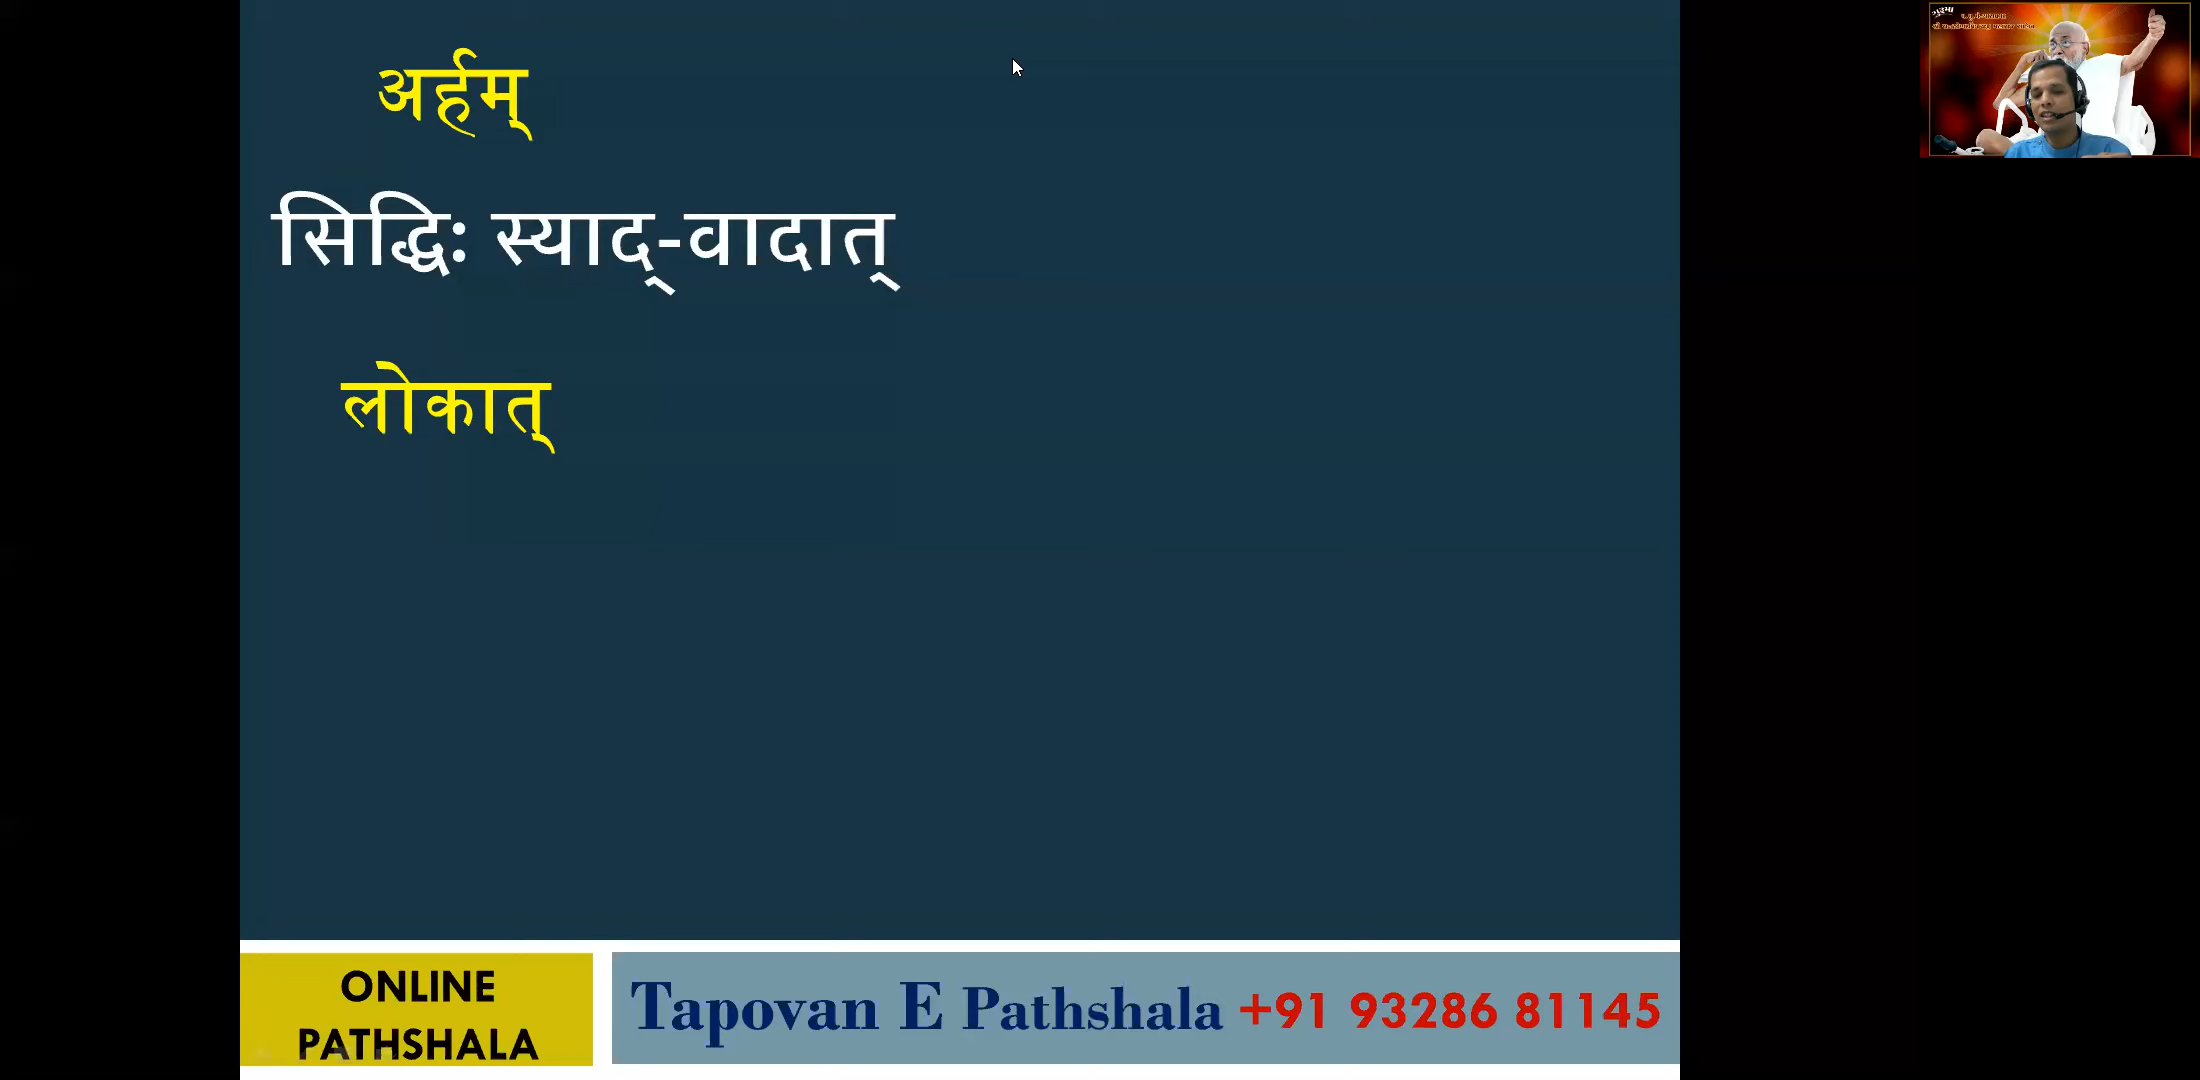 अर्हम्
सिद्धिः स्याद्-वादात्
लोकात्
ONLINE
PATHSHALA
Tapovan E Pathshala +91 93286 81145